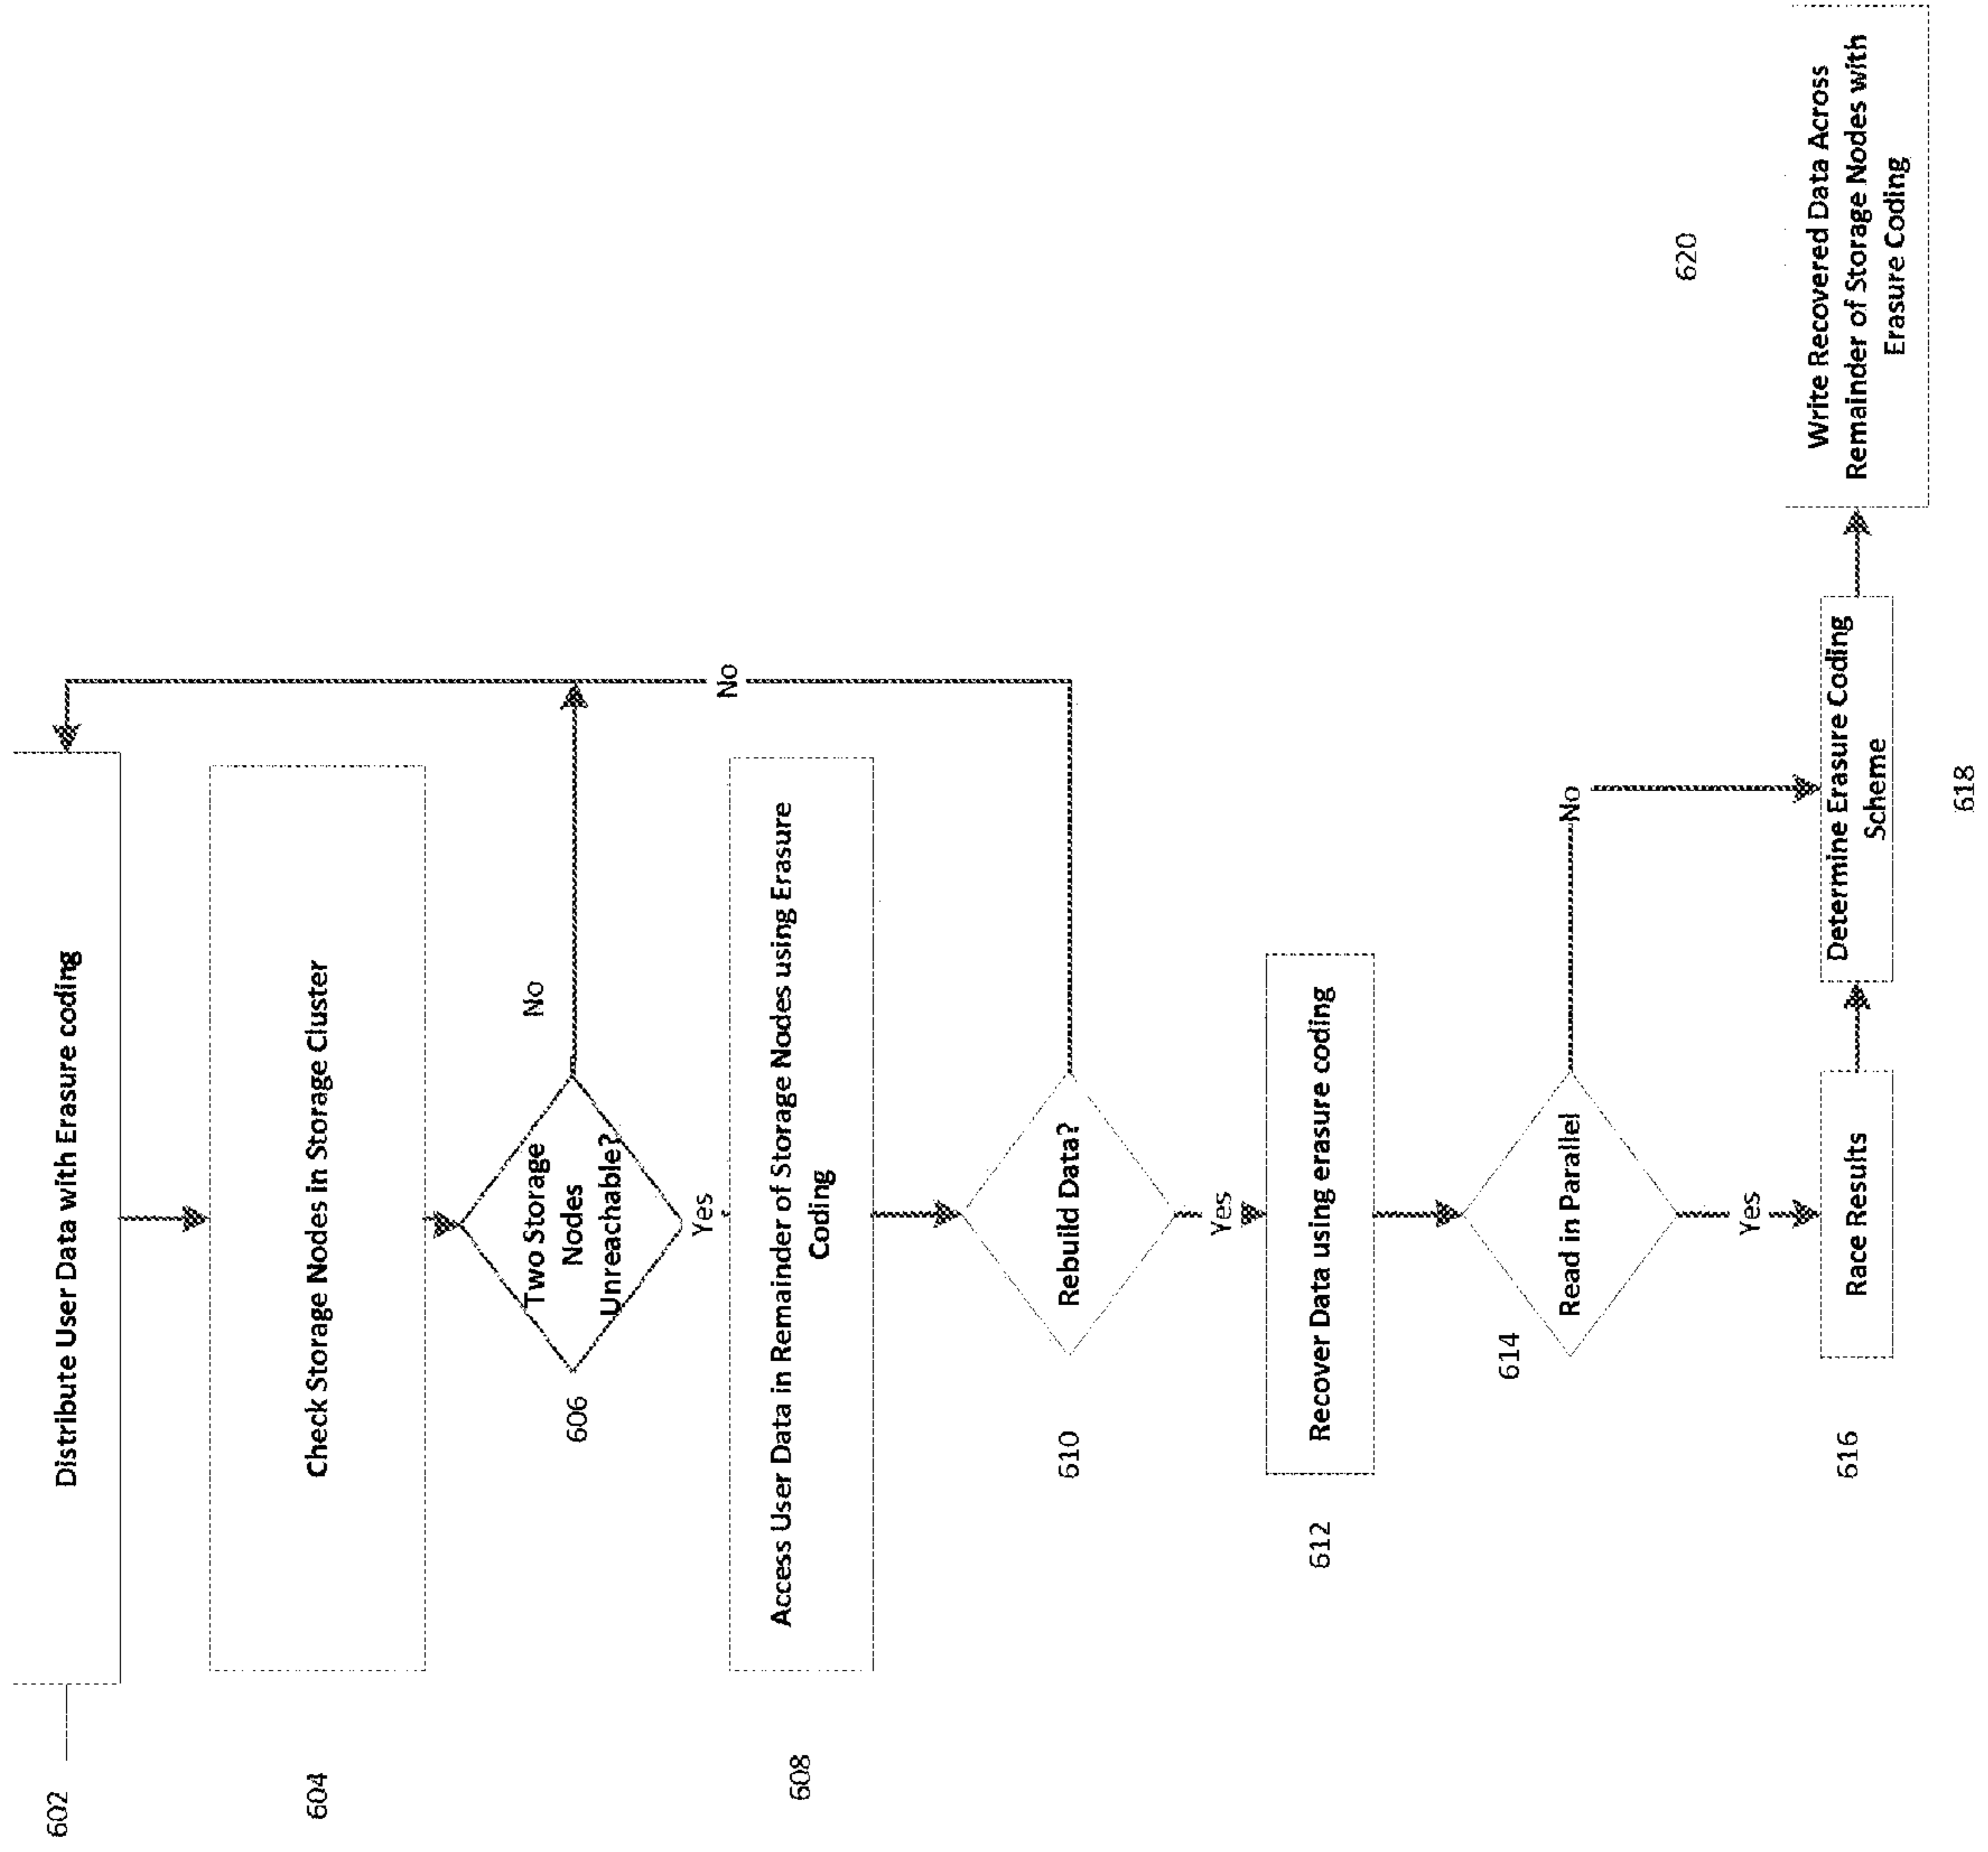 602
Distribute User Data with Erasure coding
604
Check Storage Nodes in Storage Cluster
606
Two Storage
Nodes
Unreachable?
No
Yes
608
Access User Data in Remainder of Storage Nodes using Erasure
Coding
610
Rebuild Data?
No
Yes
612
Recover Data using erasure coding
614
Read in Parallel
No
Yes
616
Race Results
Determine Erasure Coding
Scheme
618
620
Write Recovered Data Across
Remainder of Storage Nodes with
Erasure Coding